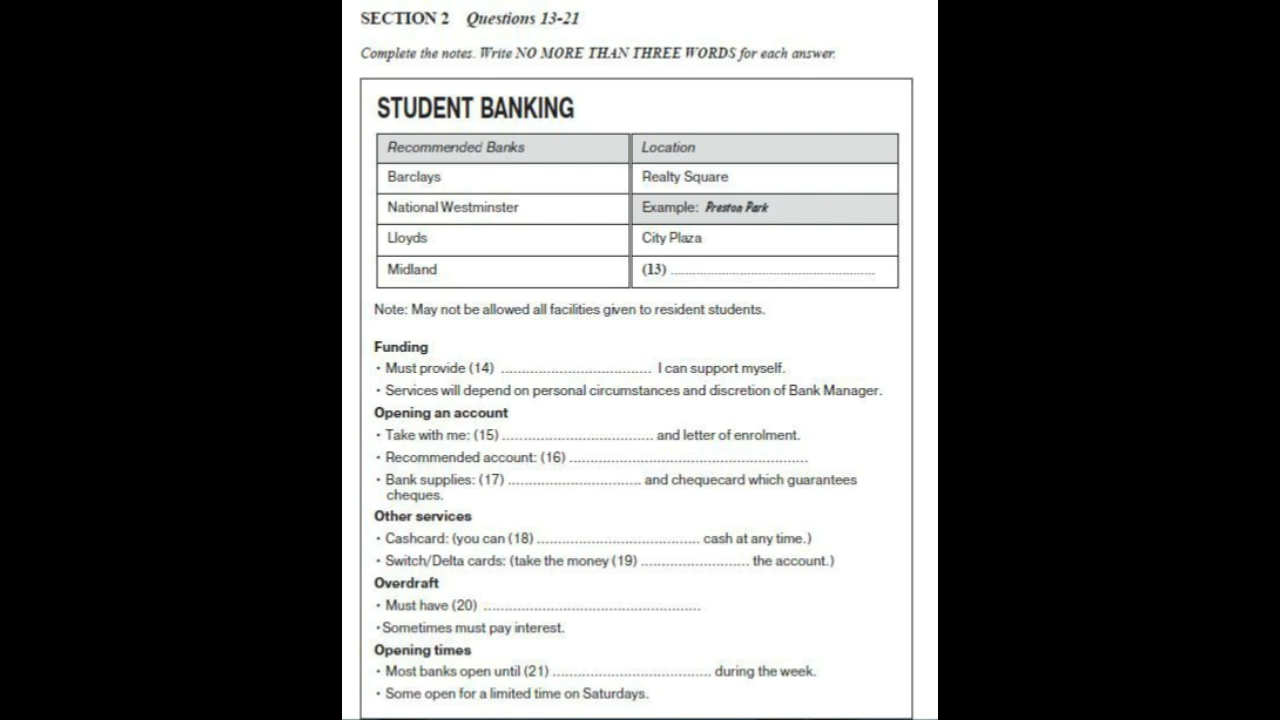 SECTION 2 Questions 13-21
Complete the notes. Write NO MORE THAN THREE WORDS for each answer.
STUDENT BANKING
Recommended Banks Location
Barclays Realty Square
National Westminster Example: Preston Park
Lloyds City Plaza
Midland (13) ............................................................
Note: May not be allowed all facilities given to resident students.
Funding
• Must provide (14) ................................... I can support myself.
• Services will depend on personal circumstances and discretion of Bank Manager.
Opening an account
• Take with me: (15) ................................... and letter of enrolment.
• Recommended account: (16) .......................................................
• Bank supplies: (17) ............................... and chequecard which guarantees
cheques.
Other services
• Cashcard: (you can (18) ...................................... cash at any time.)
• Switch/Delta cards: (take the money (19) ......................... the account.)
Overdraft
• Must have (20) ..................................................
•Sometimes must pay interest.
Opening times
• Most banks open until (21) ..................................... during the week.
• Some open for a limited time on Saturdays.